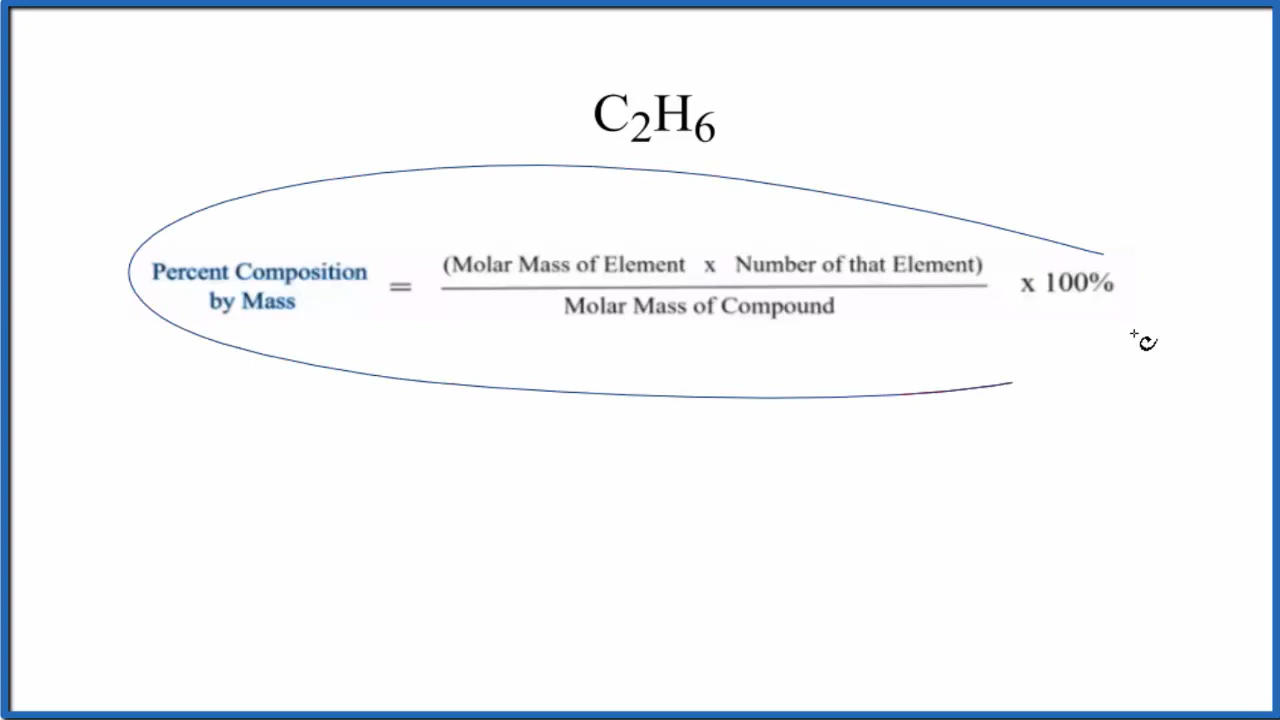 C₂H₆
Percent Composition
by Mass
=
(Molar Mass of Element x Number of that Element)
Molar Mass of Compound
x 100%